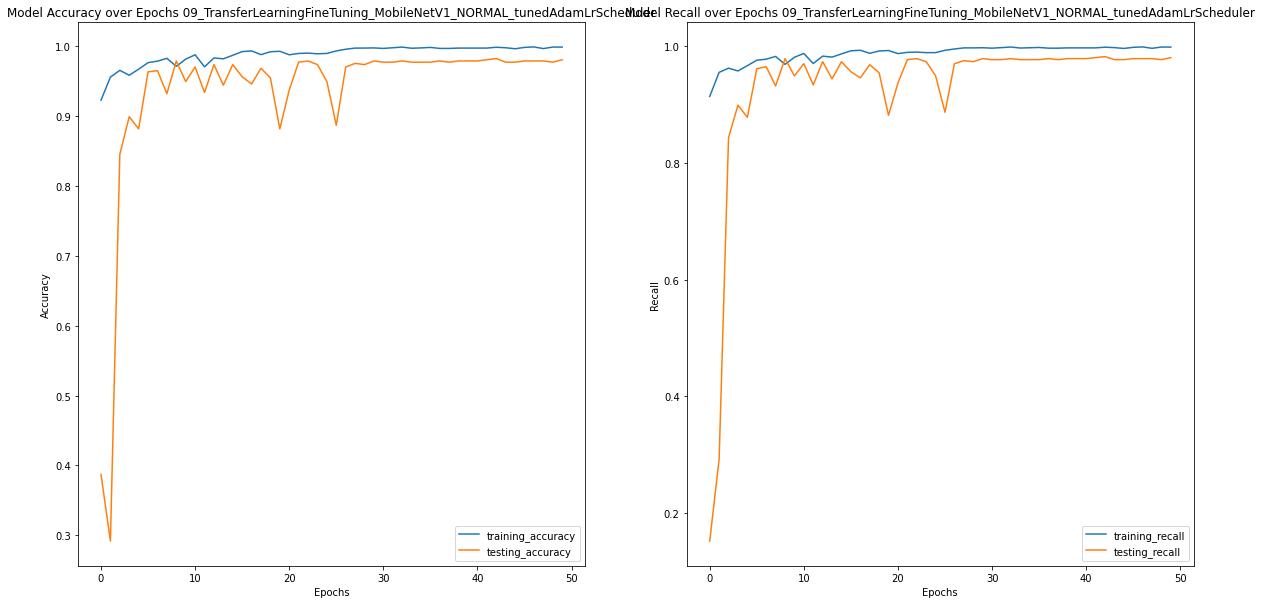 Model Accuracy over Epochs 09_TransferLearningFineTuning_MobileNetV1_NORMAL_tunedAdamLrScheduler
1.0
0.9
0.8
0.7
0.6
0.5
0.4
0.3
Accuracy
0 10 20 30 40 50
Epochs
training_accuracy
testing_accuracy
Model Recall over Epochs 09_TransferLearningFineTuning_MobileNetV1_NORMAL_tunedAdamLrScheduler
1.0
0.8
0.6
0.4
0.2
Recall
0 10 20 30 40 50
Epochs
training_recall
testing_recall